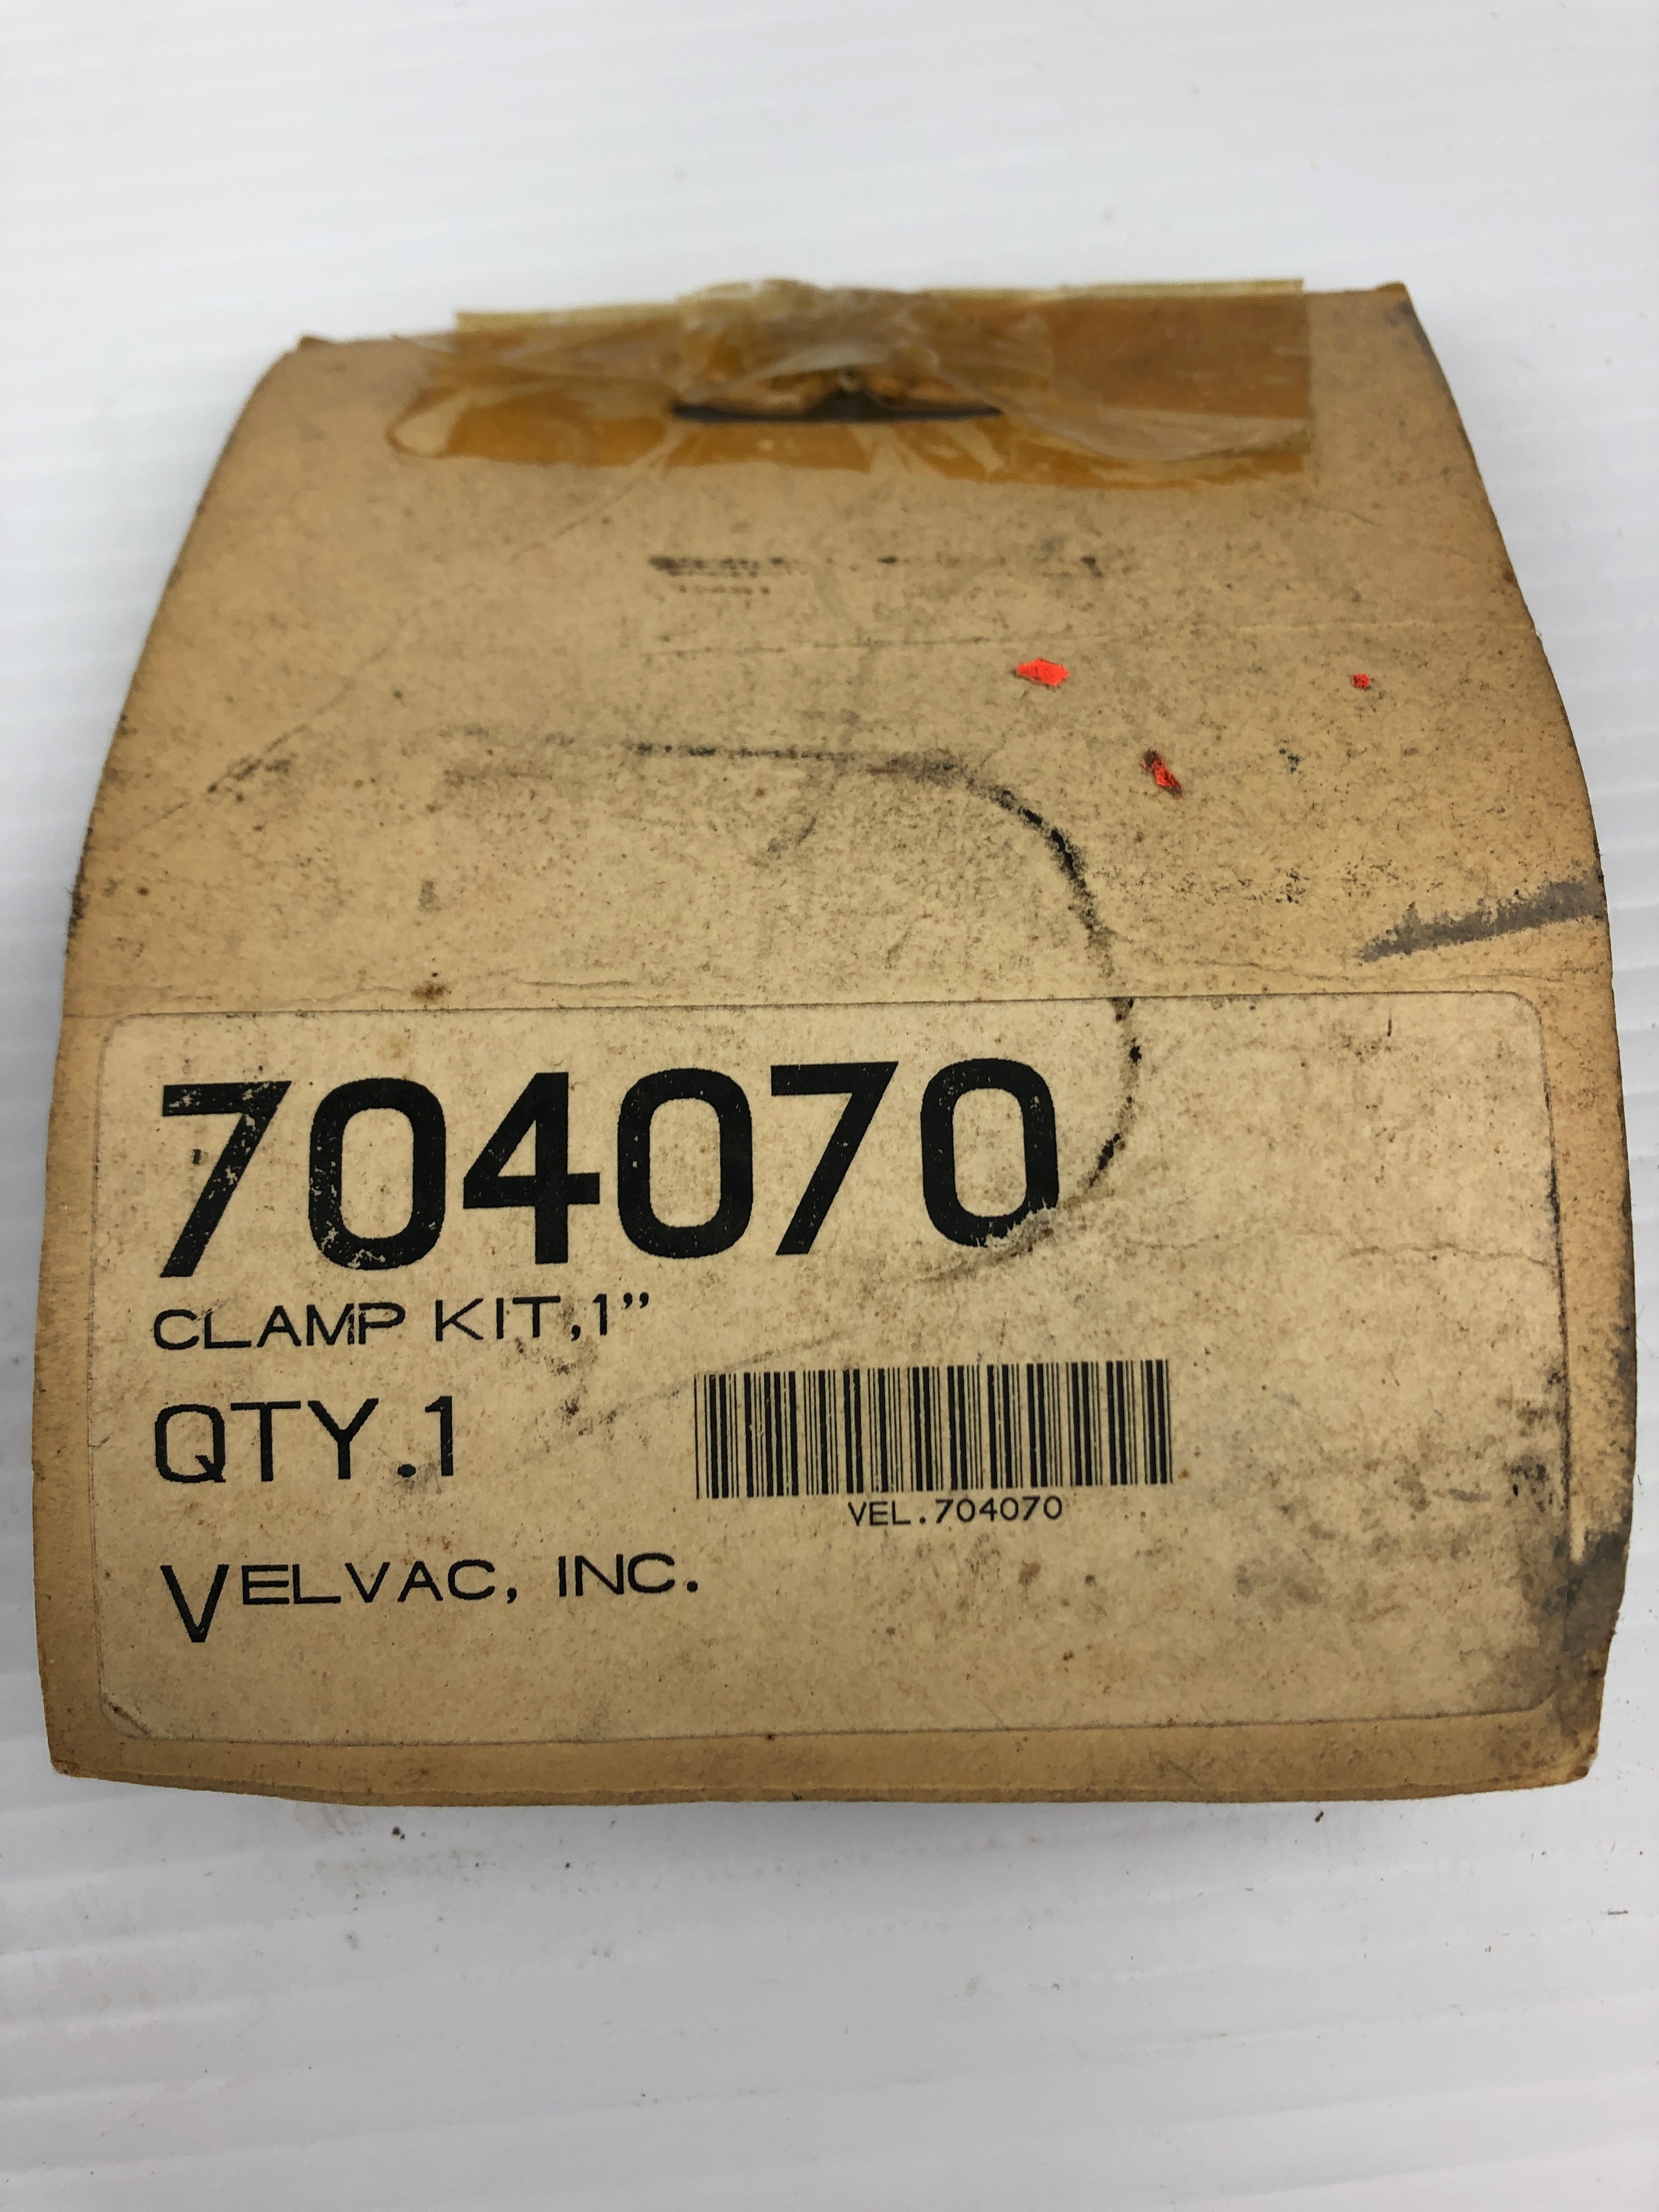 704070
CLAMP KIT,1”
QTY.1
VEL.704070
VELVAC, INC.